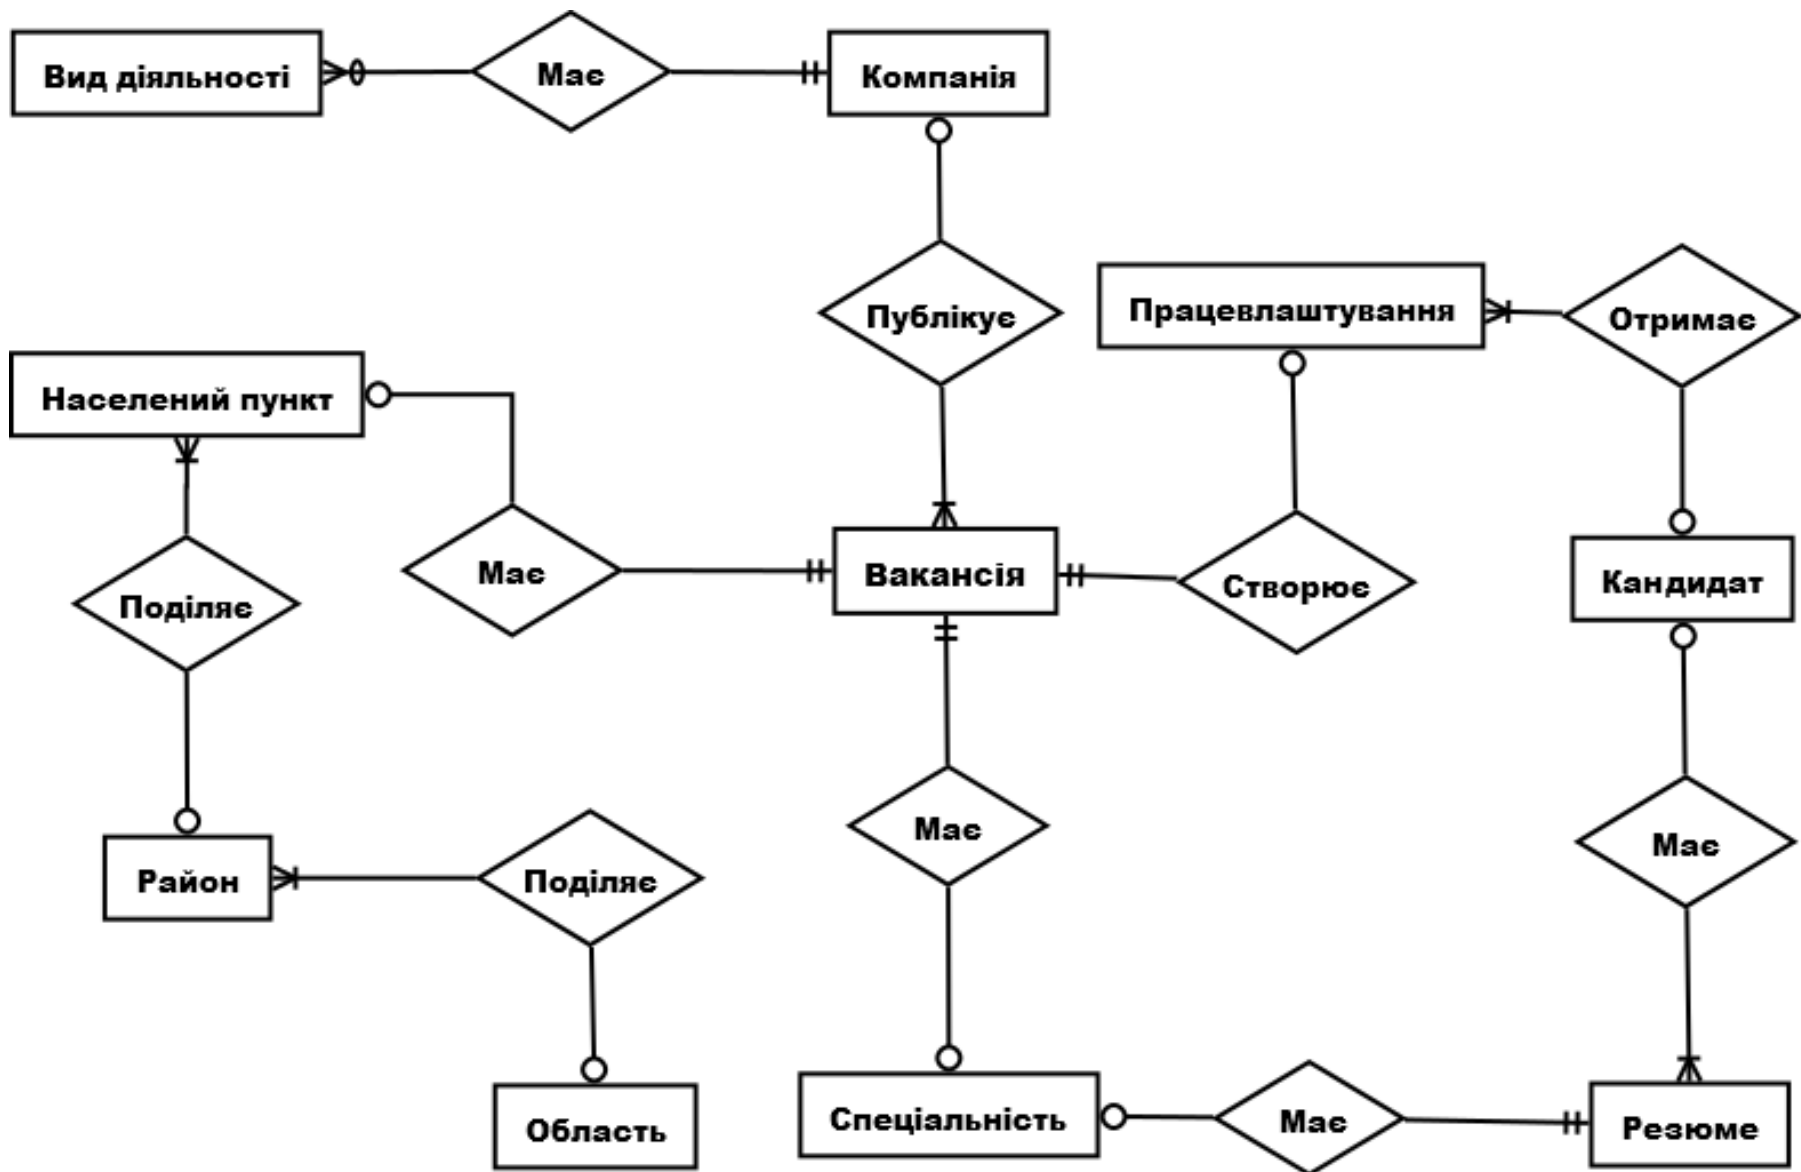 Вид діяльності
Має
Компанія
Публікує
Працевлаштування
Отримає
Населений пункт
Має
Вакансія
Створює
Кандидат
Поділяє
Має
Має
Район
Поділяє
Область
Спеціальність
Має
Резюме